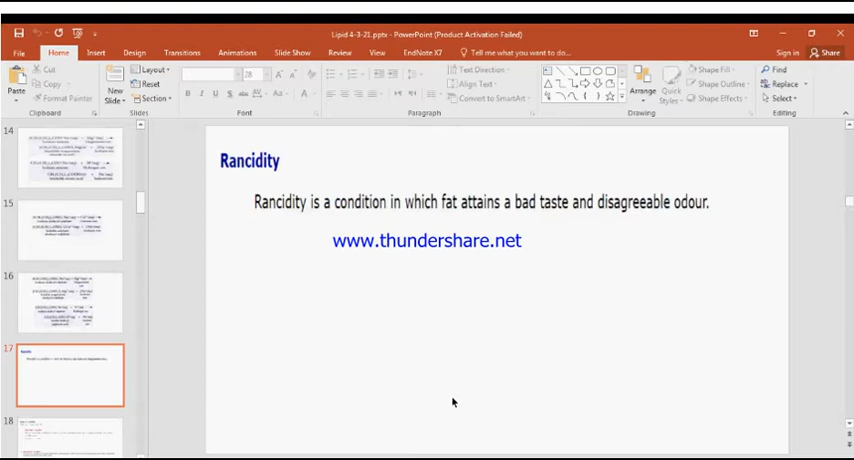 Lipid 4-3-21.pptx - PowerPoint (Product Activation Failed)
Sign in Share
File Home Insert Design Transitions Animations Slide Show Review View EndNote X7 Tell me what you want to do...
Cut
Copy
Format Painter
Paste
Clipboard
New Slide
Layout
Reset
Section
Slides
28
B I U S abc AV Aa A
Font
Text Direction
Align Text
Convert to SmartArt
Paragraph
Arrange
Quick Styles
Shape Fill
Shape Outline
Shape Effects
Drawing
Find
Replace
Select
Editing
14
15
16
17
18
Rancidity
Rancidity is a condition in which fat attains a bad taste and disagreeable odour.
www.thundershare.net